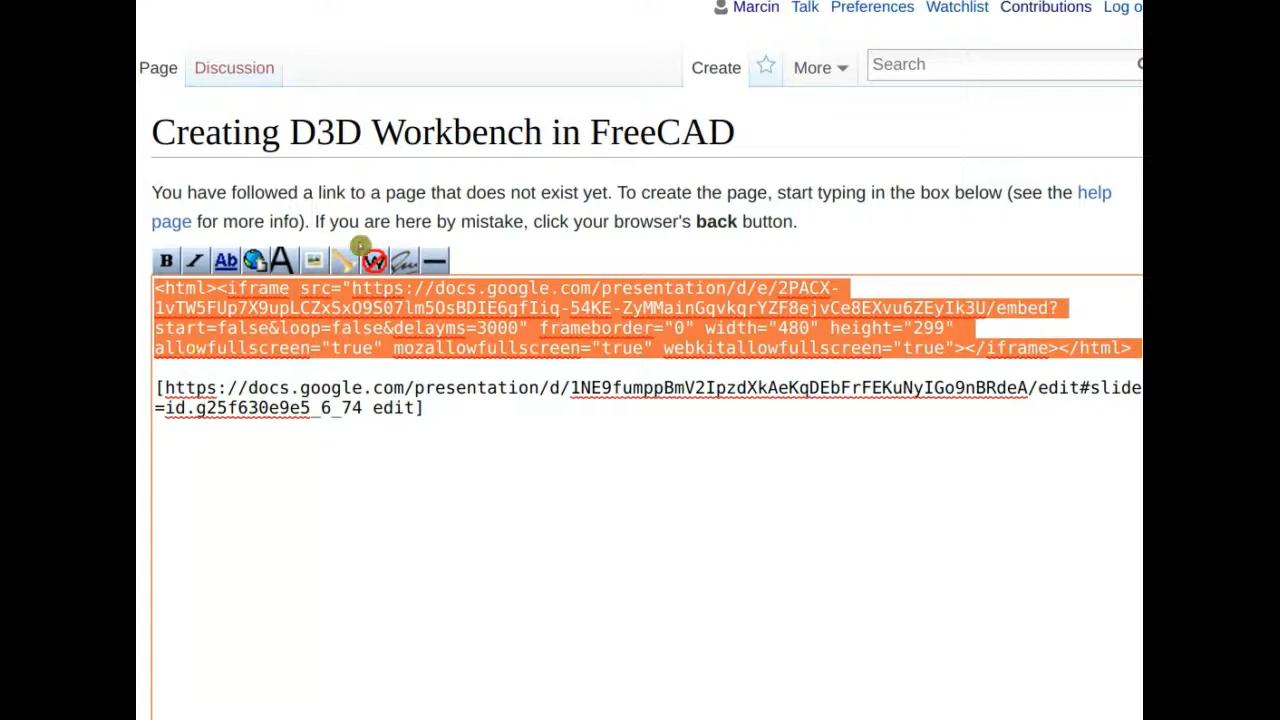 Marcin Talk Preferences Watchlist Contributions Log o
Page Discussion Create More Search
Creating D3D Workbench in FreeCAD
You have followed a link to a page that does not exist yet. To create the page, start typing in the box below (see the help
page for more info). If you are here by mistake, click your browser's back button.
B I Ab A W
<html><iframe src="https://docs.google.com/presentation/d/e/2PACX-
1vTW5FUp7X9upLCZxSxO9S07lm5OsBDIE6gfIiq-54KE-ZyMMainGqvkqrYZF8ejvCe8EXvu6ZEyIk3U/embed?
start=false&loop=false&delayms=3000" frameborder="0" width="480" height="299"
allowfullscreen="true" mozallowfullscreen="true" webkitallowfullscreen="true"></iframe></html>
[https://docs.google.com/presentation/d/1NE9fumppBmV2IpzdXkAeKqDEbFrFEKuNyIGo9nBRdeA/edit#slide
=id.g25f630e9e5_6_74 edit]